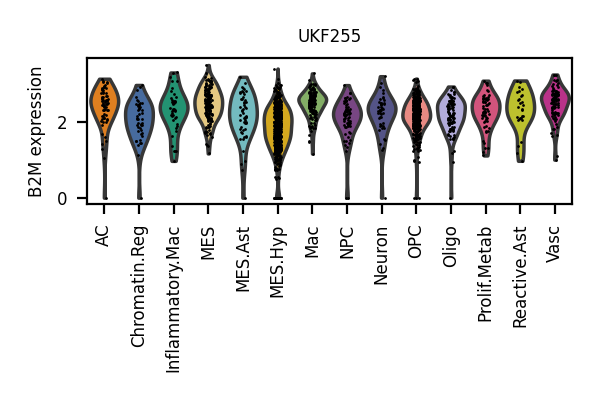 UKF255
B2M expression
2
0
AC
Chromatin.Reg
Inflammatory.Mac
MES
MES.Ast
MES.Hyp
Mac
NPC
Neuron
OPC
Oligo
Prolif.Metab
Reactive.Ast
Vasc